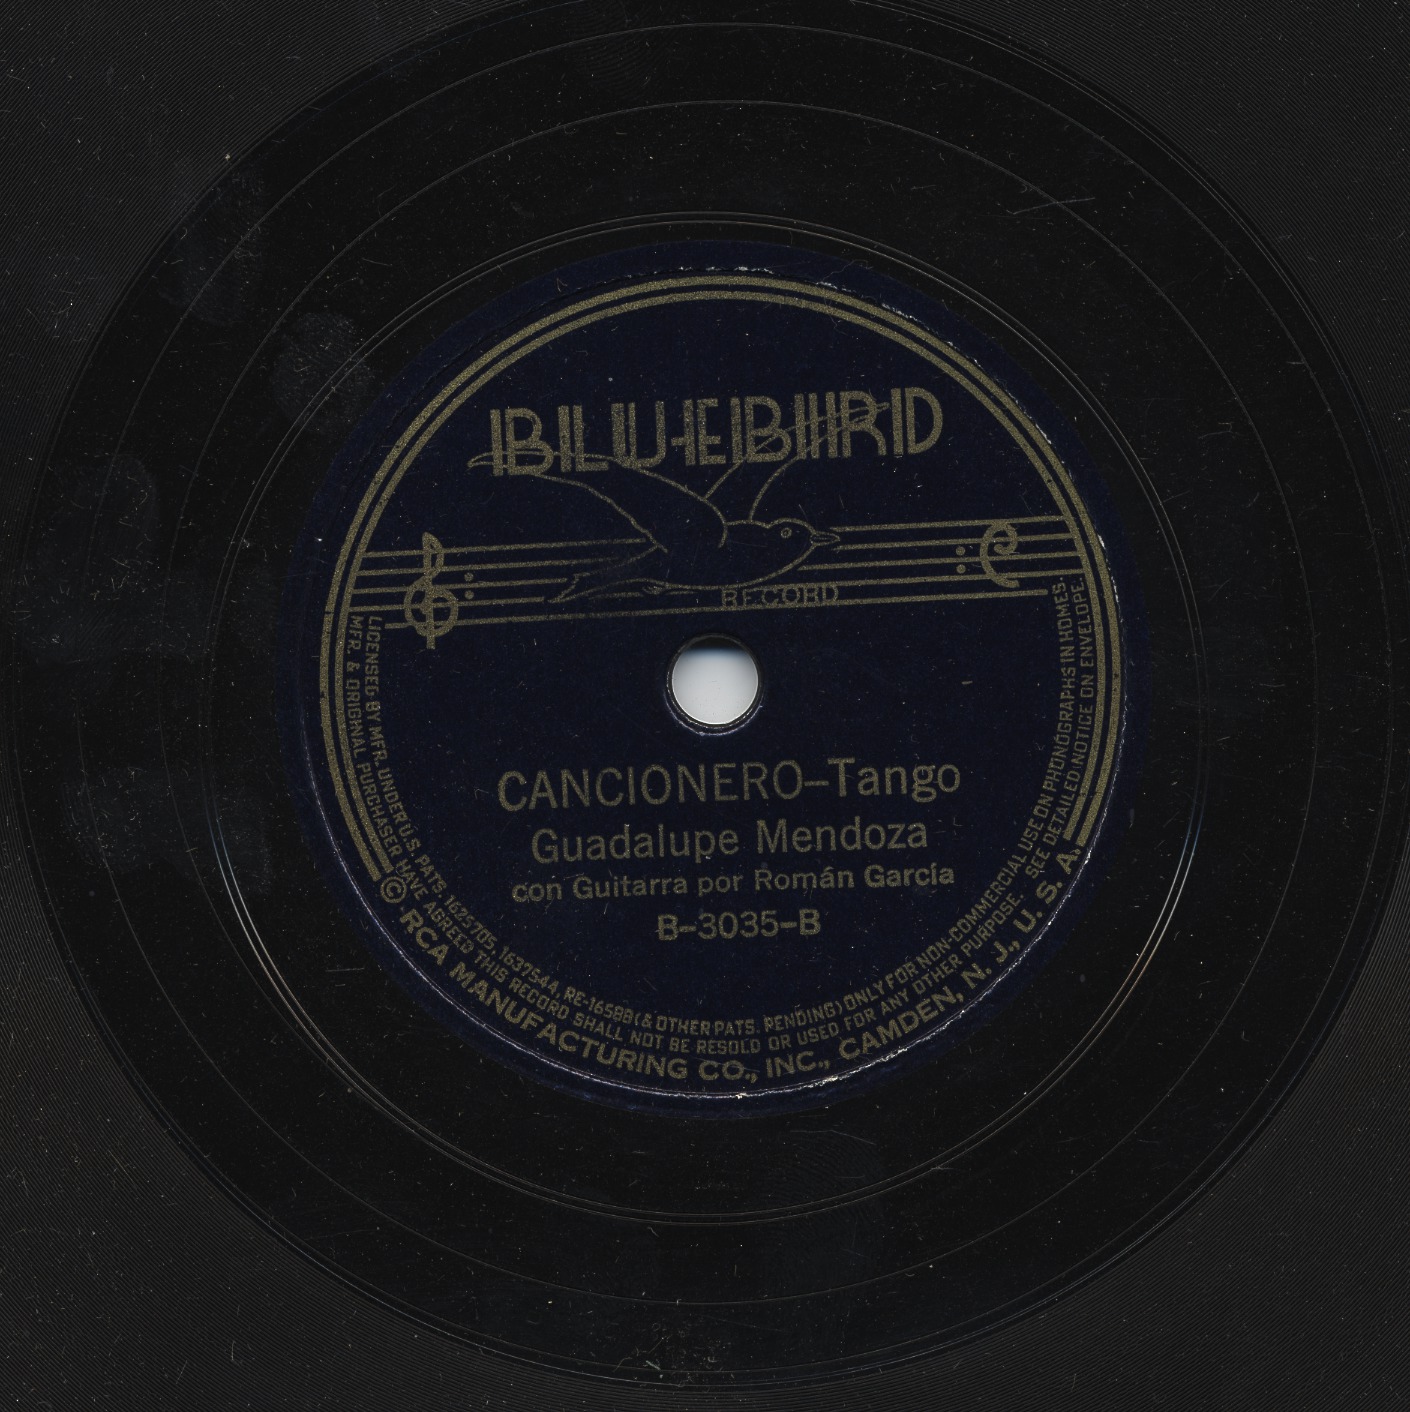 BLUEBIRD
RECORD
CANCIONERO–Tango
Guadalupe Mendoza
con Guitarra por Román García
B–3035–B
LICENSED BY MFR. UNDER U.S. PATS. 1625705, 1637544, RE-16588 (& OTHER PATS. PENDING) ONLY FOR NON-COMMERCIAL USE ON PHONOGRAPHS IN HOMES.
MFR. & ORIGINAL PURCHASER HAVE AGREED THIS RECORD SHALL NOT BE RESOLD OR USED FOR ANY OTHER PURPOSE. SEE DETAILED NOTICE ON ENVELOPE.
© RCA MANUFACTURING CO., INC., CAMDEN, N. J., U. S. A.